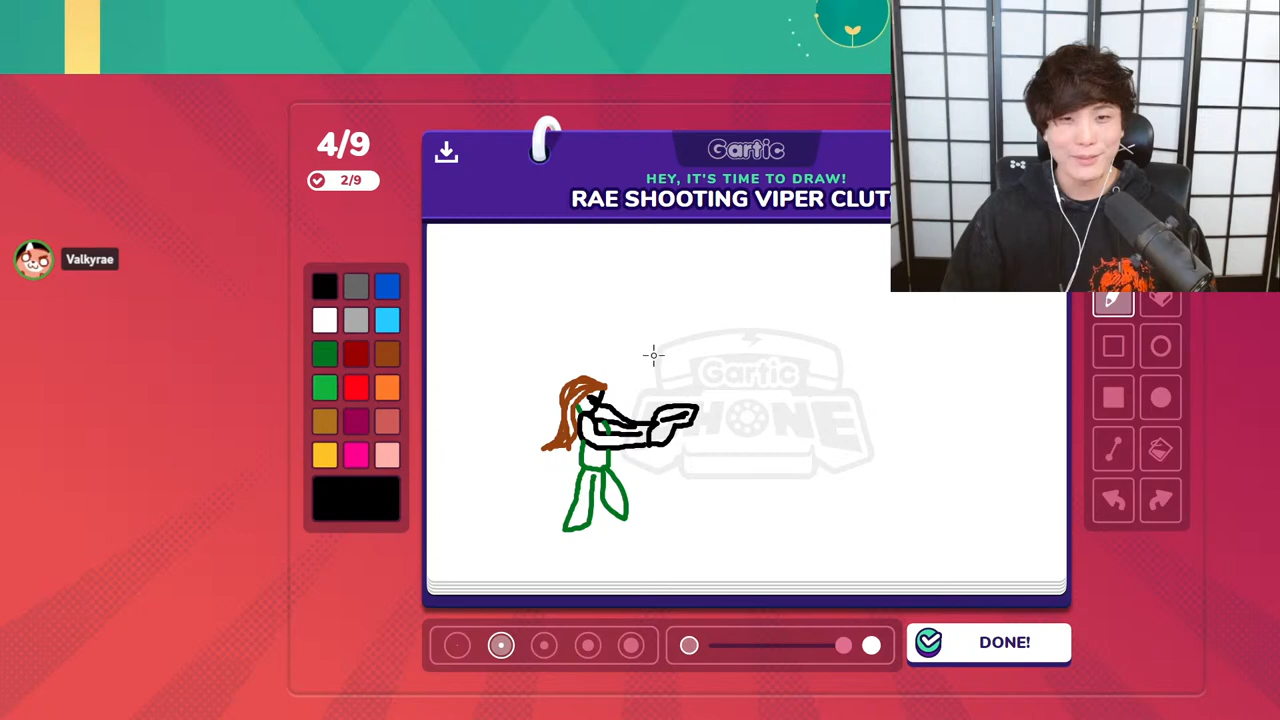 4/9
2/9
Gartic
HEY, IT'S TIME TO DRAW!
RAE SHOOTING VIPER CLUT
Valkyrae
Gartic
PHONE
DONE!